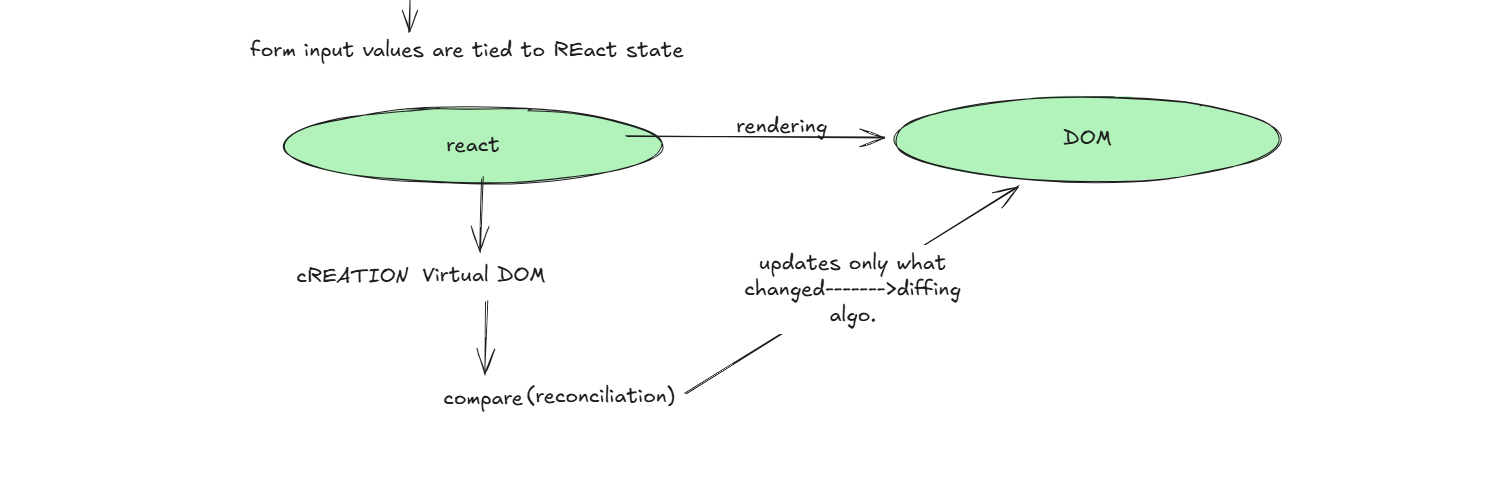 form input values are tied to REact state
rendering
react
DOM
cREATION Virtual DOM
updates only what
changed------->diffing
algo.
compare(reconciliation)